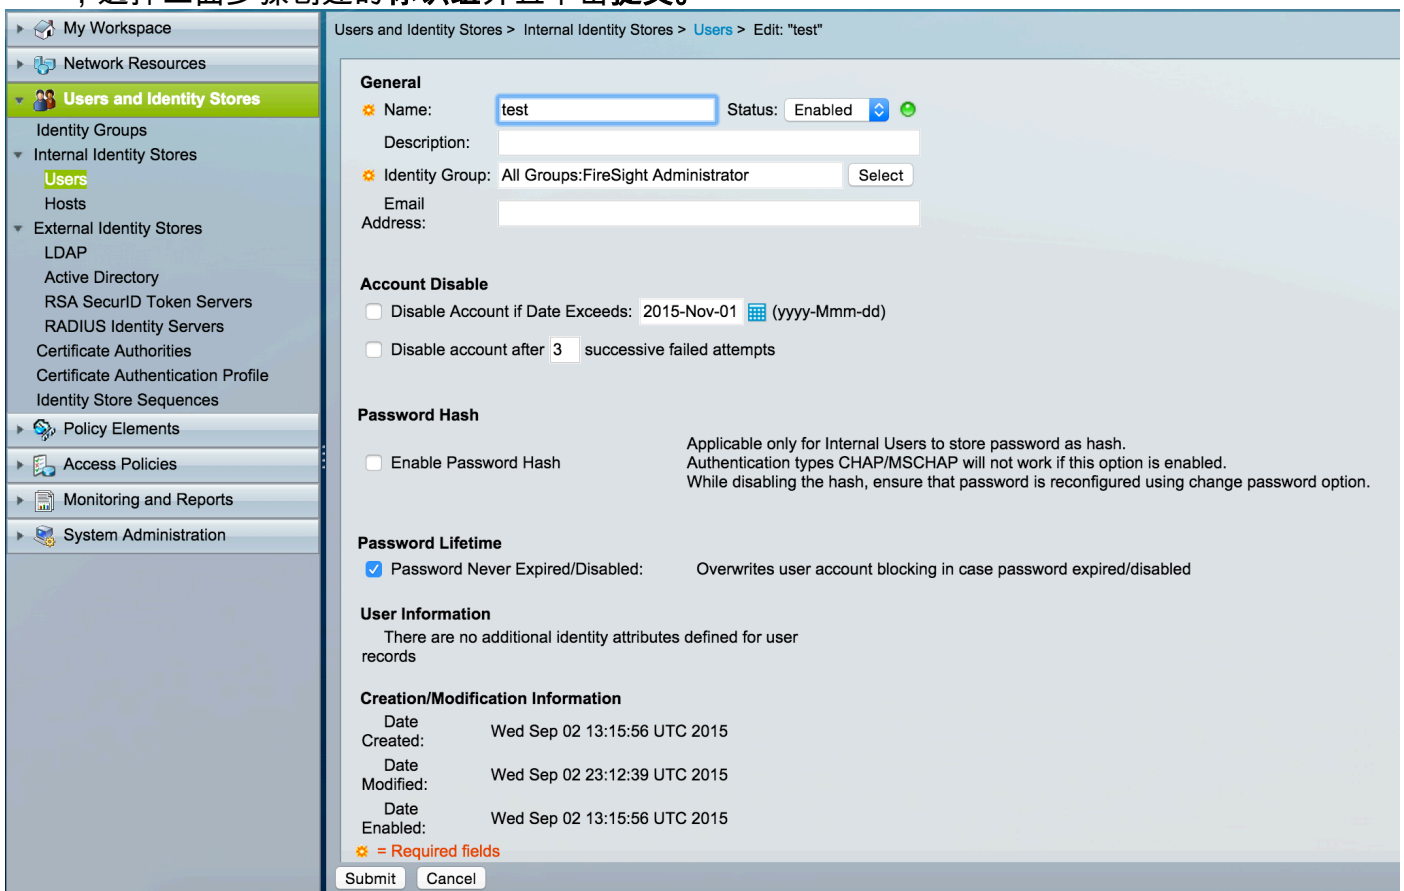 My Workspace
Network Resources
Users and Identity Stores
Identity Groups
Internal Identity Stores
Users
Hosts
External Identity Stores
LDAP
Active Directory
RSA SecurID Token Servers
RADIUS Identity Servers
Certificate Authorities
Certificate Authentication Profile
Identity Store Sequences
Policy Elements
Access Policies
Monitoring and Reports
System Administration
Users and Identity Stores > Internal Identity Stores > Users > Edit: "test"
General
Name: test Status: Enabled
Description:
Identity Group: All Groups:FireSight Administrator Select
Email
Address:
Account Disable
Disable Account if Date Exceeds: 2015-Nov-01 (yyyy-Mmm-dd)
Disable account after 3 successive failed attempts
Password Hash
Enable Password Hash
Applicable only for Internal Users to store password as hash.
Authentication types CHAP/MSCHAP will not work if this option is enabled.
While disabling the hash, ensure that password is reconfigured using change password option.
Password Lifetime
Password Never Expired/Disabled: Overwrites user account blocking in case password expired/disabled
User Information
There are no additional identity attributes defined for user
records
Creation/Modification Information
Date
Created: Wed Sep 02 13:15:56 UTC 2015
Date
Modified: Wed Sep 02 23:12:39 UTC 2015
Date
Enabled: Wed Sep 02 13:15:56 UTC 2015
= Required fields
Submit Cancel